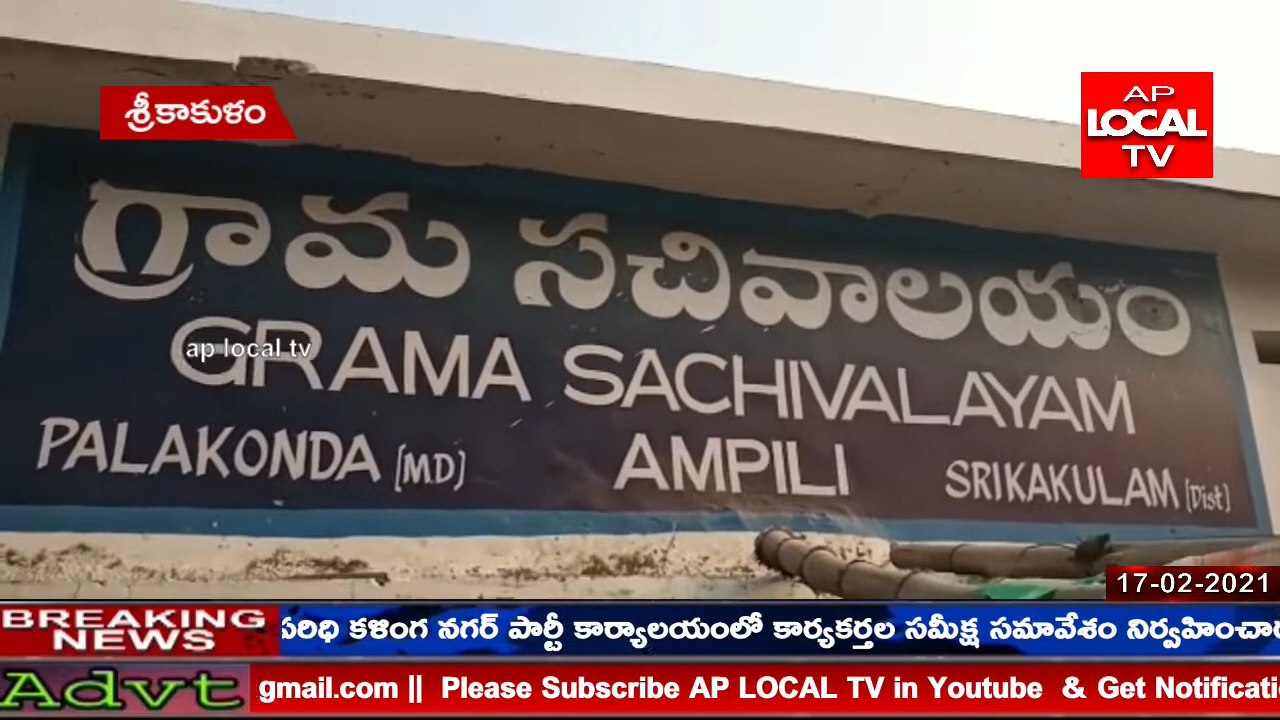 శ్రీకాకుళం
AP
LOCAL
TV
గ్రామ సచివాలయం
ap local tv
GRAMA SACHIVALAYAM
PALAKONDA [MD] AMPILI SRIKAKULAM [Dist]
17-02-2021
BREAKING
NEWS
పరిధి కళింగ నగర్ పార్టీ కార్యాలయంలో కార్యకర్తల సమీక్ష సమావేశం
Advt
gmail.com || Please Subscribe AP LOCAL TV in Youtube & Get